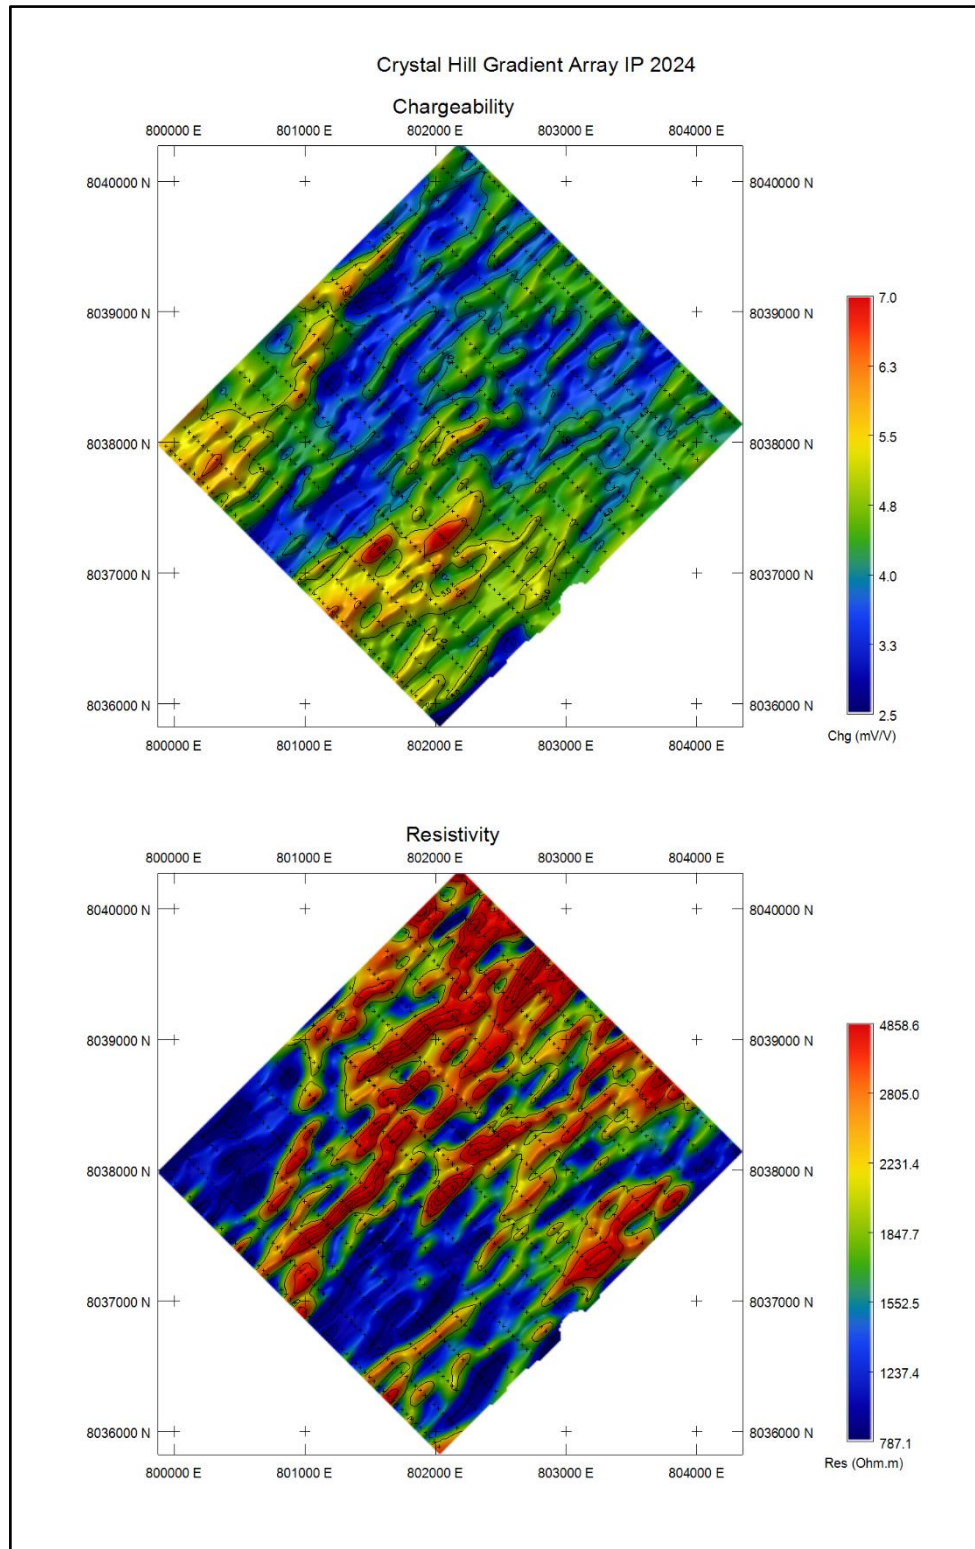 Crystal Hill Gradient Array IP 2024
Chargeability
800000 E 801000 E 802000 E 803000 E 804000 E
8040000 N 8040000 N
8039000 N 8039000 N
7.0
6.3
8038000 N 8038000 N
5.5
4.8
8037000 N 8037000 N
4.0
3.3
8036000 N 8036000 N
2.5
Chg (mV/V)
800000 E 801000 E 802000 E 803000 E 804000 E
Resistivity
800000 E 801000 E 802000 E 803000 E 804000 E
8040000 N 8040000 N
4858.6
8039000 N 8039000 N
2805.0
2231.4
8038000 N 8038000 N
1847.7
8037000 N 8037000 N
1552.5
1237.4
8036000 N 8036000 N
787.1
Res (Ohm.m)
800000 E 801000 E 802000 E 803000 E 804000 E